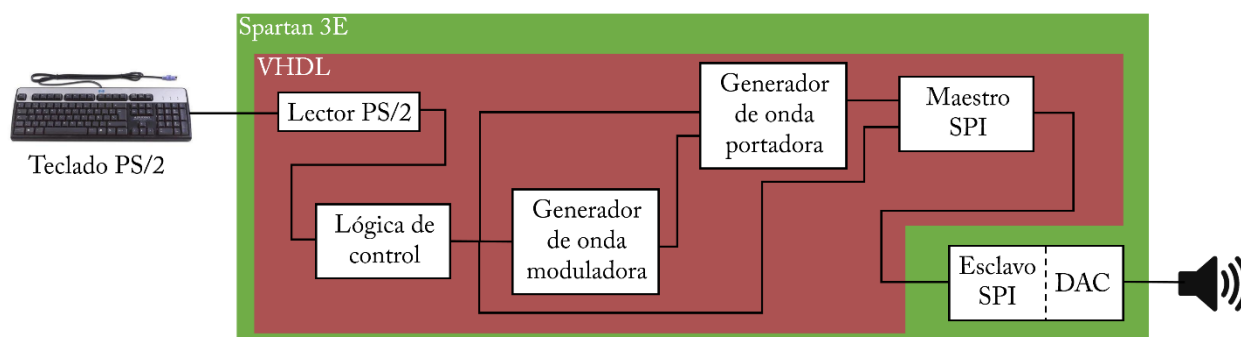 Spartan 3E
VHDL
Teclado PS/2
Lector PS/2
Lógica de
control
Generador
de onda
moduladora
Generador
de onda
portadora
Maestro
SPI
Esclavo
SPI
DAC